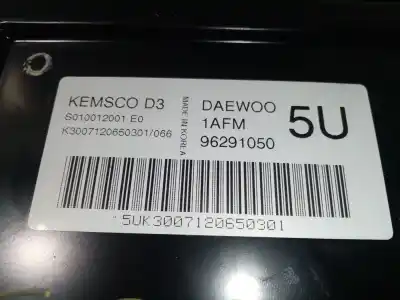 KEMSCO D3
S010012001 E0
K3007120650301/066
MADE IN KOREA
DAEWOO
1AFM
96291050
5U
5UK3007120650301